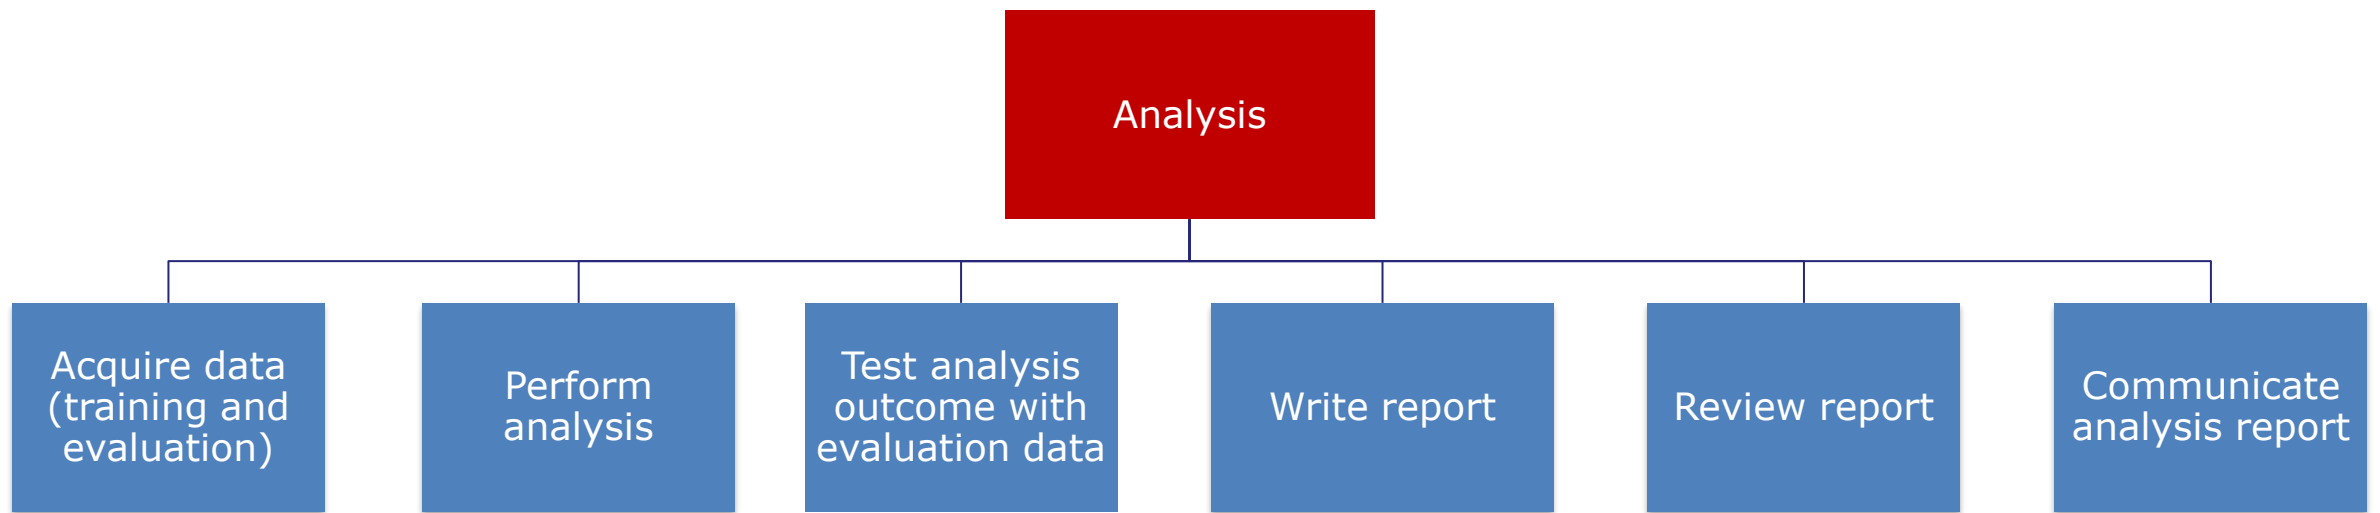 Analysis
Acquire data
(training and
evaluation)
Perform
analysis
Test analysis
outcome with
evaluation data
Write report
Review report
Communicate
analysis report